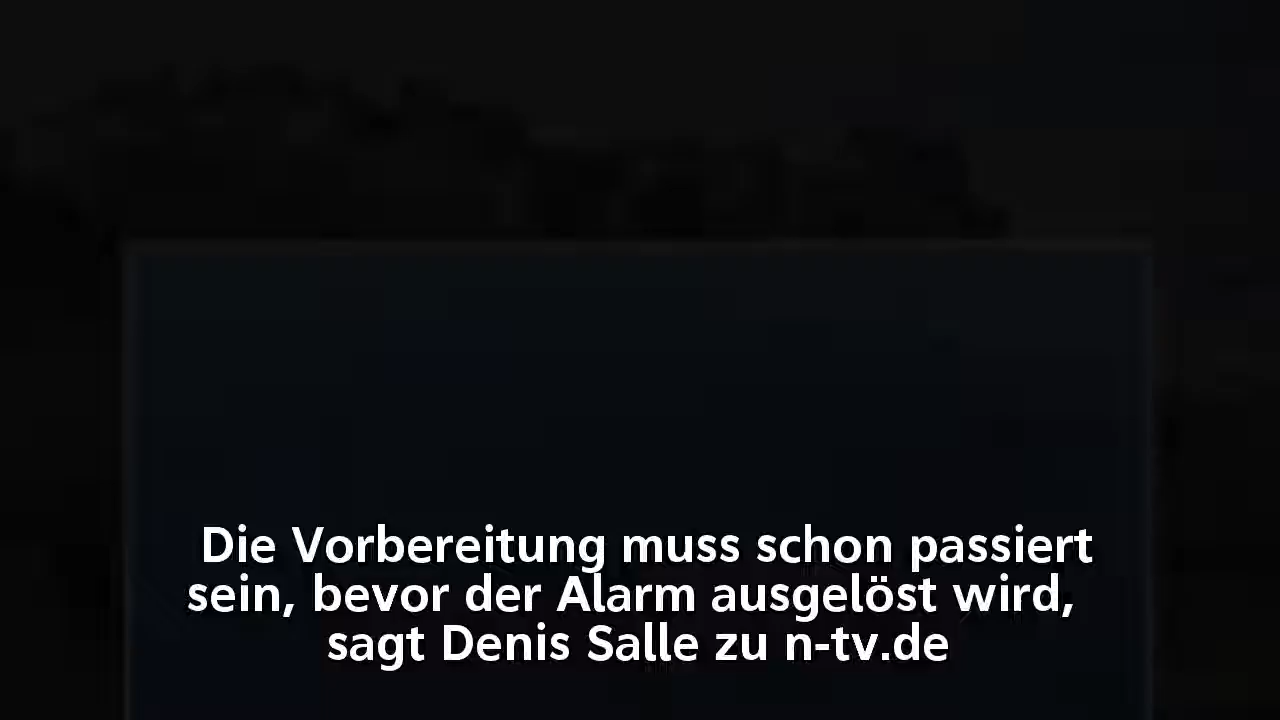 Die Vorbereitung muss schon passiert
sein, bevor der Alarm ausgelöst wird,
sagt Denis Salle zu n-tv.de